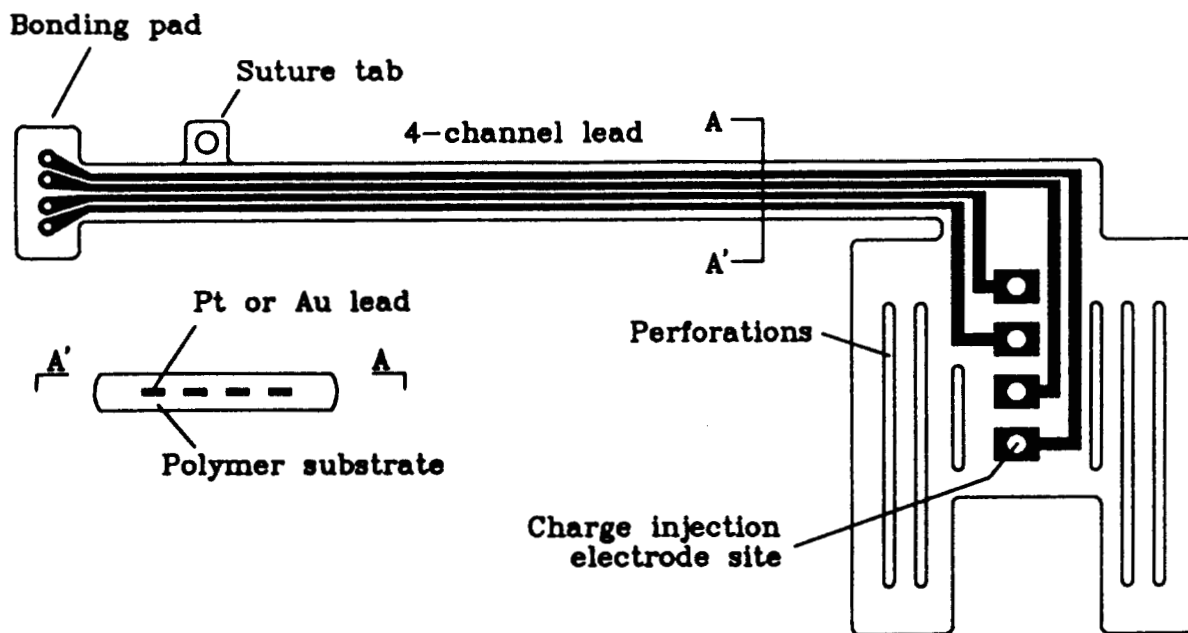 Bonding pad
Suture tab
4-channel lead
A
A'
Pt or Au lead
Perforations
A'
A
Polymer substrate
Charge injection
electrode site